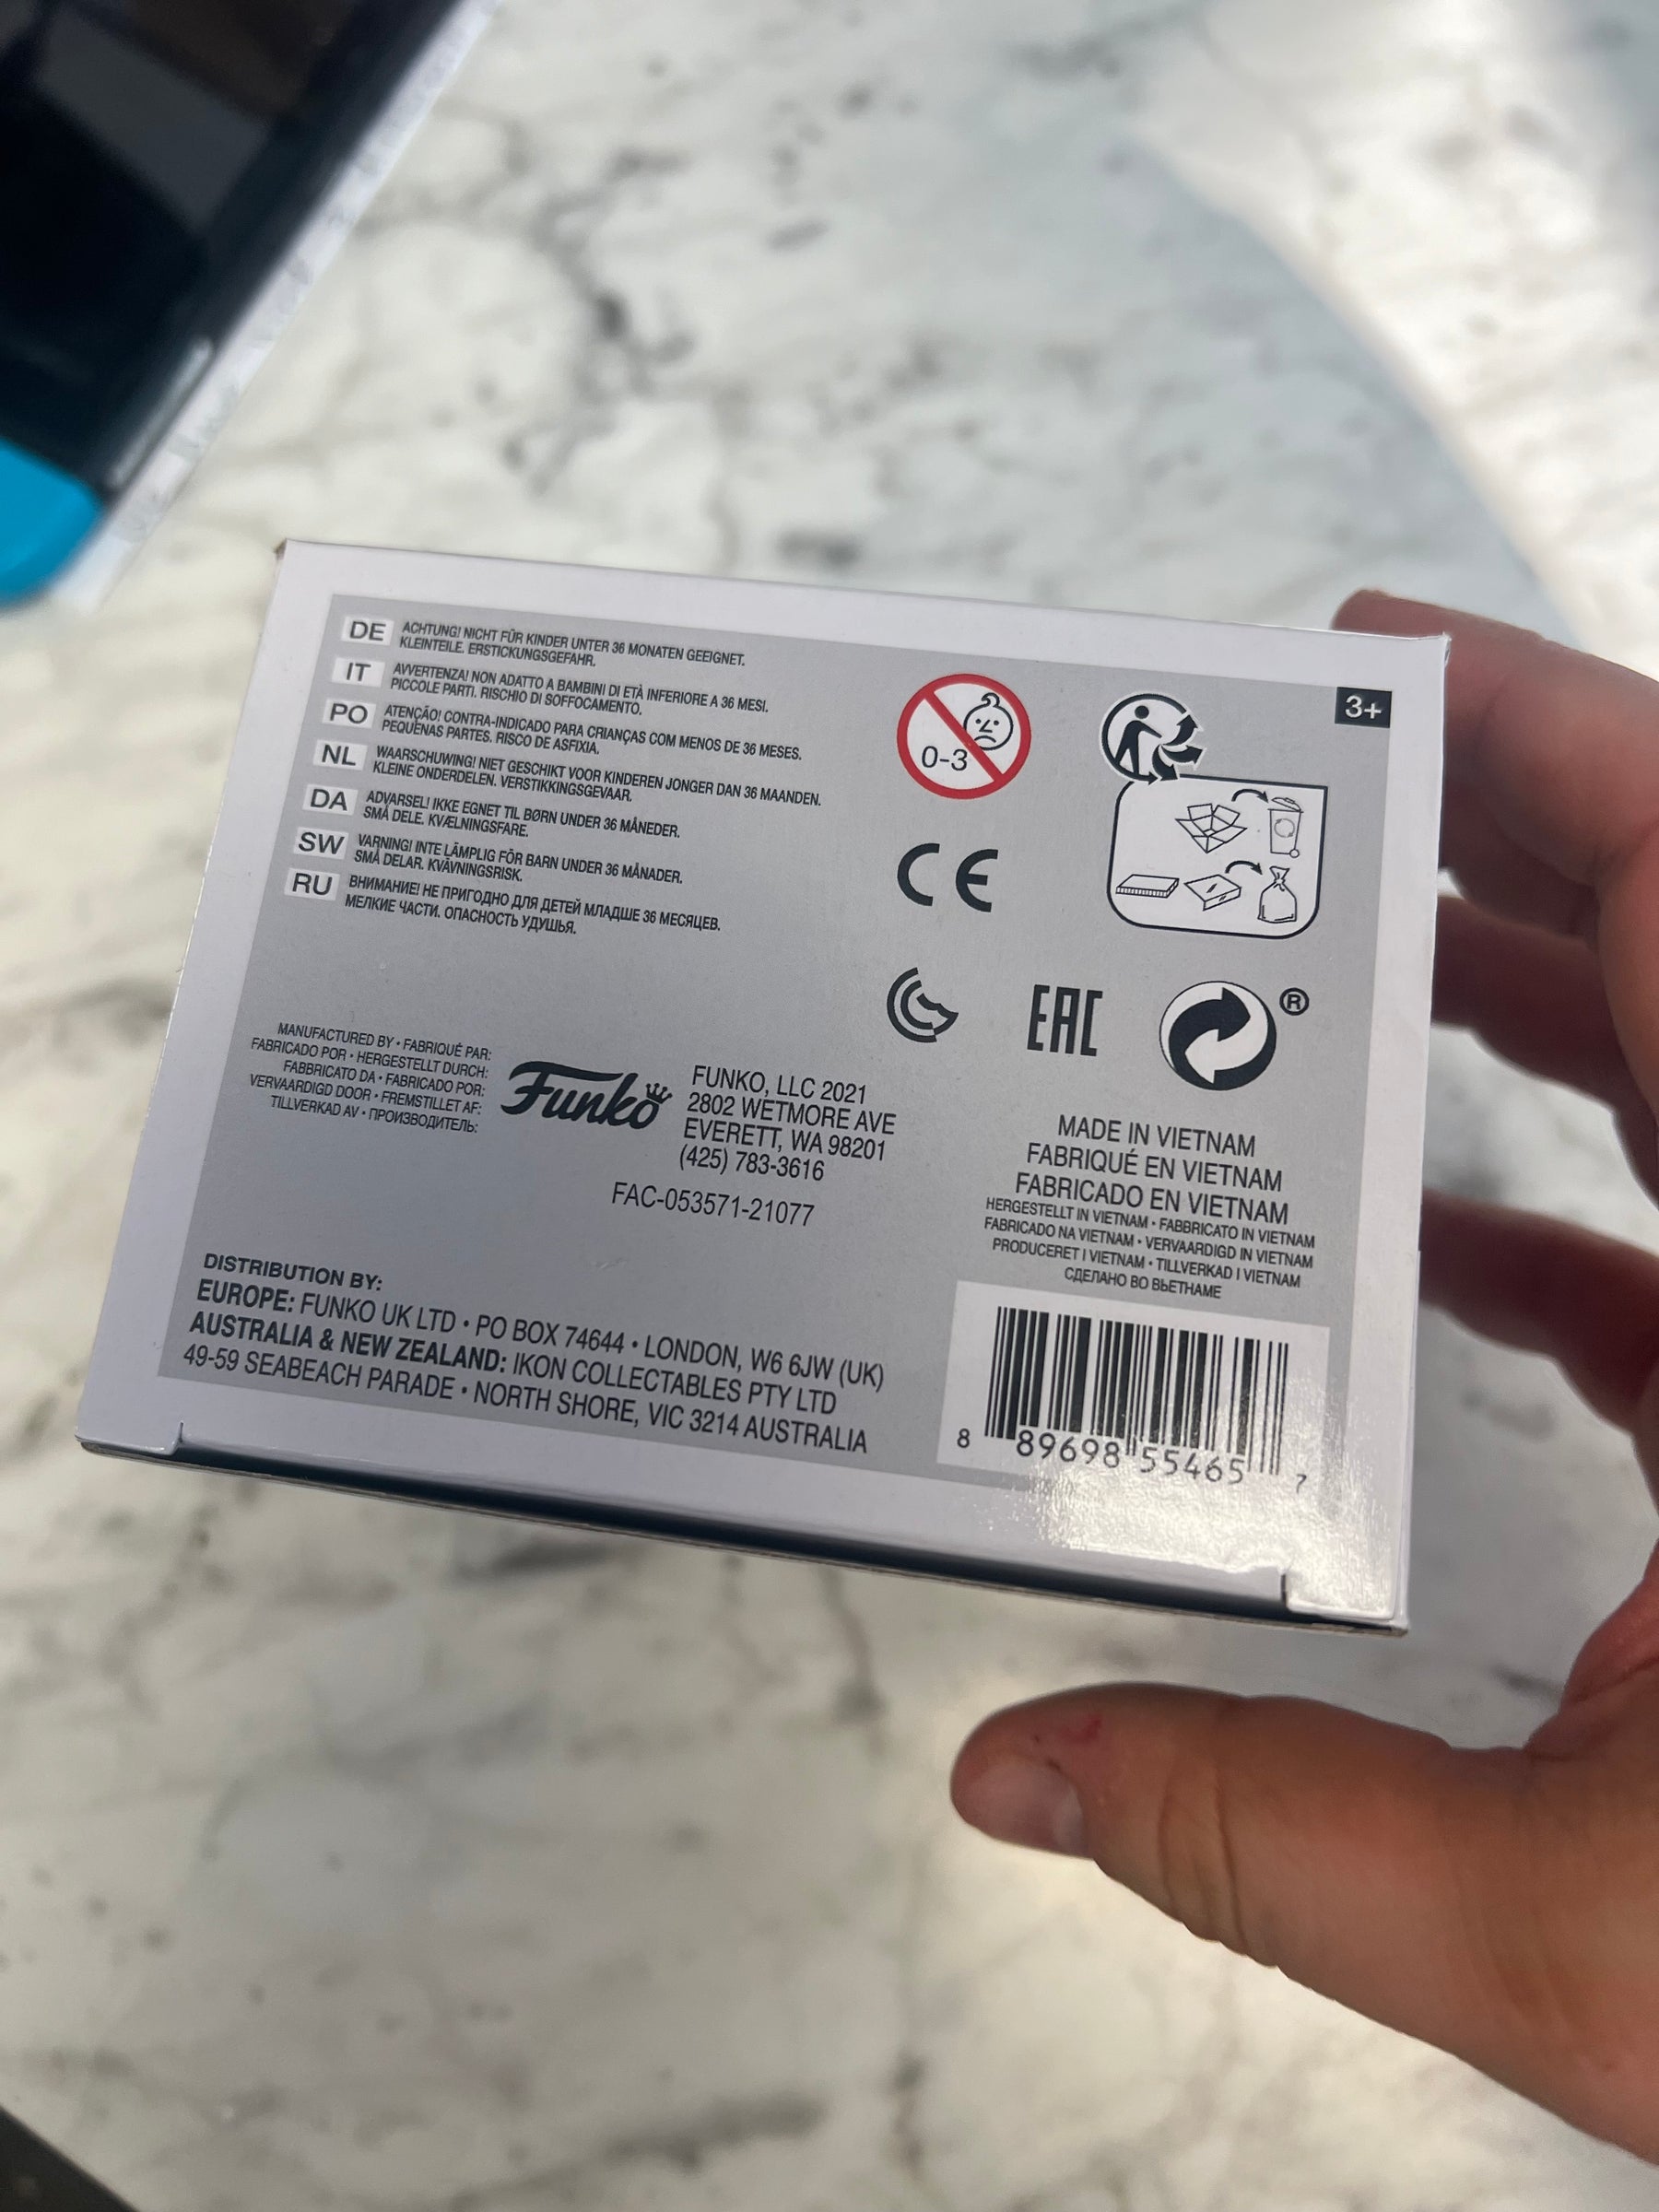 DE ACHTUNG! NICHT FÜR KINDER UNTER 36 MONATEN GEEIGNET.
KLEINTEILE. ERSTICKUNGSGEFAHR.
IT AVVERTENZA! NON ADATTO A BAMBINI DI ETÀ INFERIORE A 36 MESI.
PICCOLE PARTI. RISCHIO DI SOFFOCAMENTO.
PO ATENÇÃO! CONTRA-INDICADO PARA CRIANÇAS COM MENOS DE 36 MESES.
PEQUENAS PARTES. RISCO DE ASFIXIA.
NL WAARSCHUWING! NIET GESCHIKT VOOR KINDEREN JONGER DAN 36 MAANDEN.
KLEINE ONDERDELEN. VERSTIKKINGSGEVAAR.
DA ADVARSEL! IKKE EGNET TIL BØRN UNDER 36 MÅNEDER.
SMÅ DELE. KVÆLNINGSFARE.
SW VARNING! INTE LÄMPLIG FÖR BARN UNDER 36 MÅNADER.
SMÅ DELAR. KVÄVNINGSRISK.
RU ВНИМАНИЕ! НЕ ПРИГОДНО ДЛЯ ДЕТЕЙ МЛАДШЕ 36 МЕСЯЦЕВ.
МЕЛКИЕ ЧАСТИ. ОПАСНОСТЬ УДУШЬЯ.
0-3
3+
CE
EAC
®
MANUFACTURED BY • FABRIQUÉ PAR:
FABRICADO POR • HERGESTELLT DURCH:
FABBRICATO DA • FABRICADO POR:
VERVAARDIGD DOOR • FREMSTILLET AF:
TILLVERKAD AV • ПРОИЗВОДИТЕЛЬ:
Funko
FUNKO, LLC 2021
2802 WETMORE AVE
EVERETT, WA 98201
(425) 783-3616
FAC-053571-21077
MADE IN VIETNAM
FABRIQUÉ EN VIETNAM
FABRICADO EN VIETNAM
HERGESTELLT IN VIETNAM • FABBRICATO IN VIETNAM
FABRICADO NA VIETNAM • VERVAARDIGD IN VIETNAM
PRODUCERET I VIETNAM • TILLVERKAD I VIETNAM
СДЕЛАНО ВО ВЬЕТНАМЕ
DISTRIBUTION BY:
EUROPE: FUNKO UK LTD • PO BOX 74644 • LONDON, W6 6JW (UK)
AUSTRALIA & NEW ZEALAND: IKON COLLECTABLES PTY LTD
49-59 SEABEACH PARADE • NORTH SHORE, VIC 3214 AUSTRALIA
8 89698 55465 7